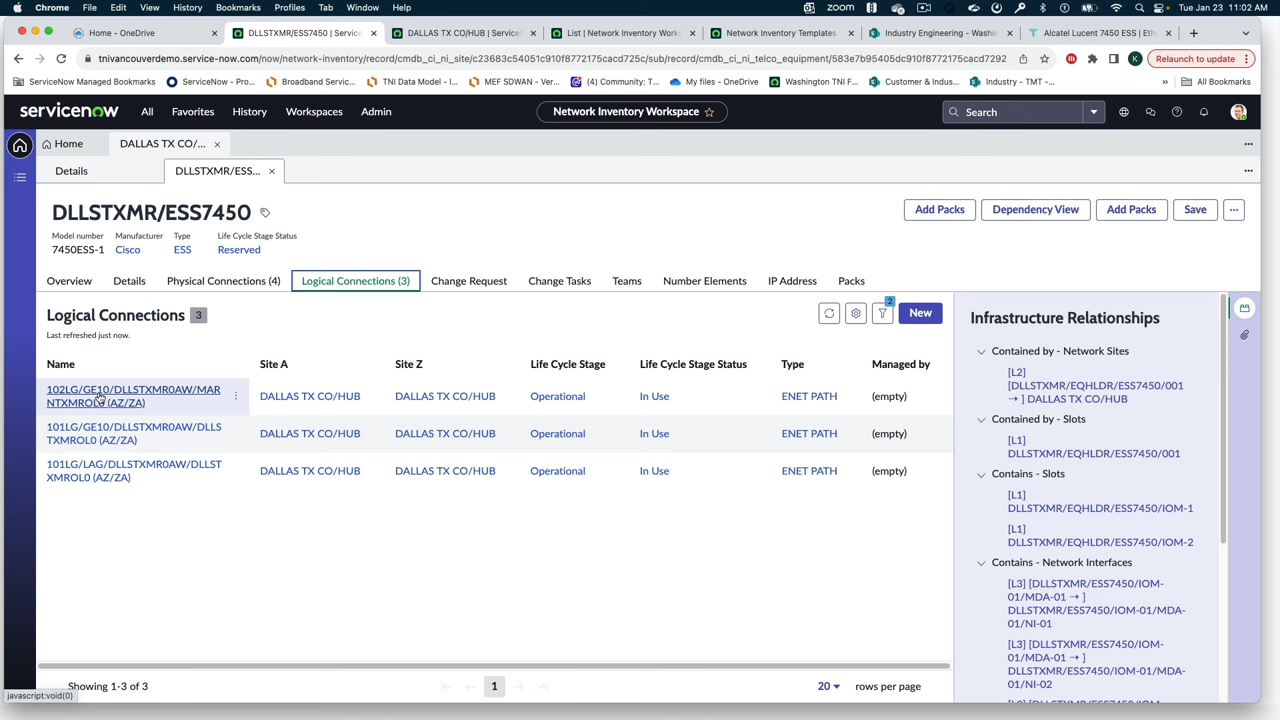 Chrome File Edit View History Bookmarks Profiles Tab Window Help zoom Tue Jan 23 11:02 AM
Home - OneDrive
DLLSTXMR/ESS7450 | Service
DALLAS TX CO/HUB | Service
List | Network Inventory Works
Network Inventory Templates
Industry Engineering - Washin
Alcatel Lucent 7450 ESS | Eth
tnivancouverdemo.service-now.com/now/network-inventory/record/cmdb_ci_ni_site/c23683c54051c910f8772175cacd725c/sub/record/cmdb_ci_ni_telco_equipment/583e7b95405dc910f8772175cacd7292
K
Relaunch to update
ServiceNow Managed Bookmarks
ServiceNow - Pro...
Broadband Servic...
TNI Data Model - I...
MEF SDWAN - Ver...
(4) Community: T...
My files - OneDrive
Washington TNI F...
Customer & Indus...
Industry - TMT -...
»
All Bookmarks
servicenow
All Favorites History Workspaces Admin
Network Inventory Workspace
Search
Home
DALLAS TX CO/...
Details
DLLSTXMR/ESS...
DLLSTXMR/ESS7450
Add Packs
Dependency View
Add Packs
Save
Model number Manufacturer Type Life Cycle Stage Status
7450ESS-1 Cisco ESS Reserved
Overview Details Physical Connections (4) Logical Connections (3) Change Request Change Tasks Teams Number Elements IP Address Packs
Logical Connections 3
Last refreshed just now.
2
New
Name Site A Site Z Life Cycle Stage Life Cycle Stage Status Type Managed by
102LG/GE10/DLLSTXMR0AW/MAR
NTXMROL0 (AZ/ZA)
DALLAS TX CO/HUB DALLAS TX CO/HUB Operational In Use ENET PATH (empty)
101LG/GE10/DLLSTXMR0AW/DLLS
TXMROL0 (AZ/ZA)
DALLAS TX CO/HUB DALLAS TX CO/HUB Operational In Use ENET PATH (empty)
101LG/LAG/DLLSTXMR0AW/DLLST
XMROL0 (AZ/ZA)
DALLAS TX CO/HUB DALLAS TX CO/HUB Operational In Use ENET PATH (empty)
Showing 1-3 of 3
1
20 rows per page
javascript:void(0)
Infrastructure Relationships
Contained by - Network Sites
[L2]
[DLLSTXMR/EQHLDR/ESS7450/001
→ ] DALLAS TX CO/HUB
Contained by - Slots
[L1]
DLLSTXMR/EQHLDR/ESS7450/001
Contains - Slots
[L1]
DLLSTXMR/EQHLDR/ESS7450/IOM-1
[L1]
DLLSTXMR/EQHLDR/ESS7450/IOM-2
Contains - Network Interfaces
[L3] [DLLSTXMR/ESS7450/IOM-
01/MDA-01 → ]
DLLSTXMR/ESS7450/IOM-01/MDA-
01/NI-01
[L3] [DLLSTXMR/ESS7450/IOM-
01/MDA-01 → ]
DLLSTXMR/ESS7450/IOM-01/MDA-
01/NI-02